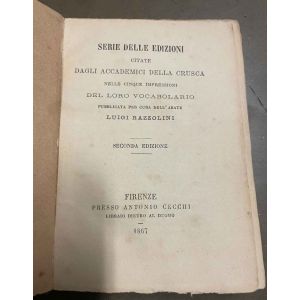 SERIE DELLE EDIZIONI
CITATE
DAGLI ACCADEMICI DELLA CRUSCA
NELLE CINQUE IMPRESSIONI
DEL LORO VOCABOLARIO
PUBBLICATA PER CURA DELL'ABATE
LUIGI RAZZOLINI
SECONDA EDIZIONE
FIRENZE
PRESSO ANTONIO CECCHI
LIBRAIO DIETRO AL DUOMO
1867